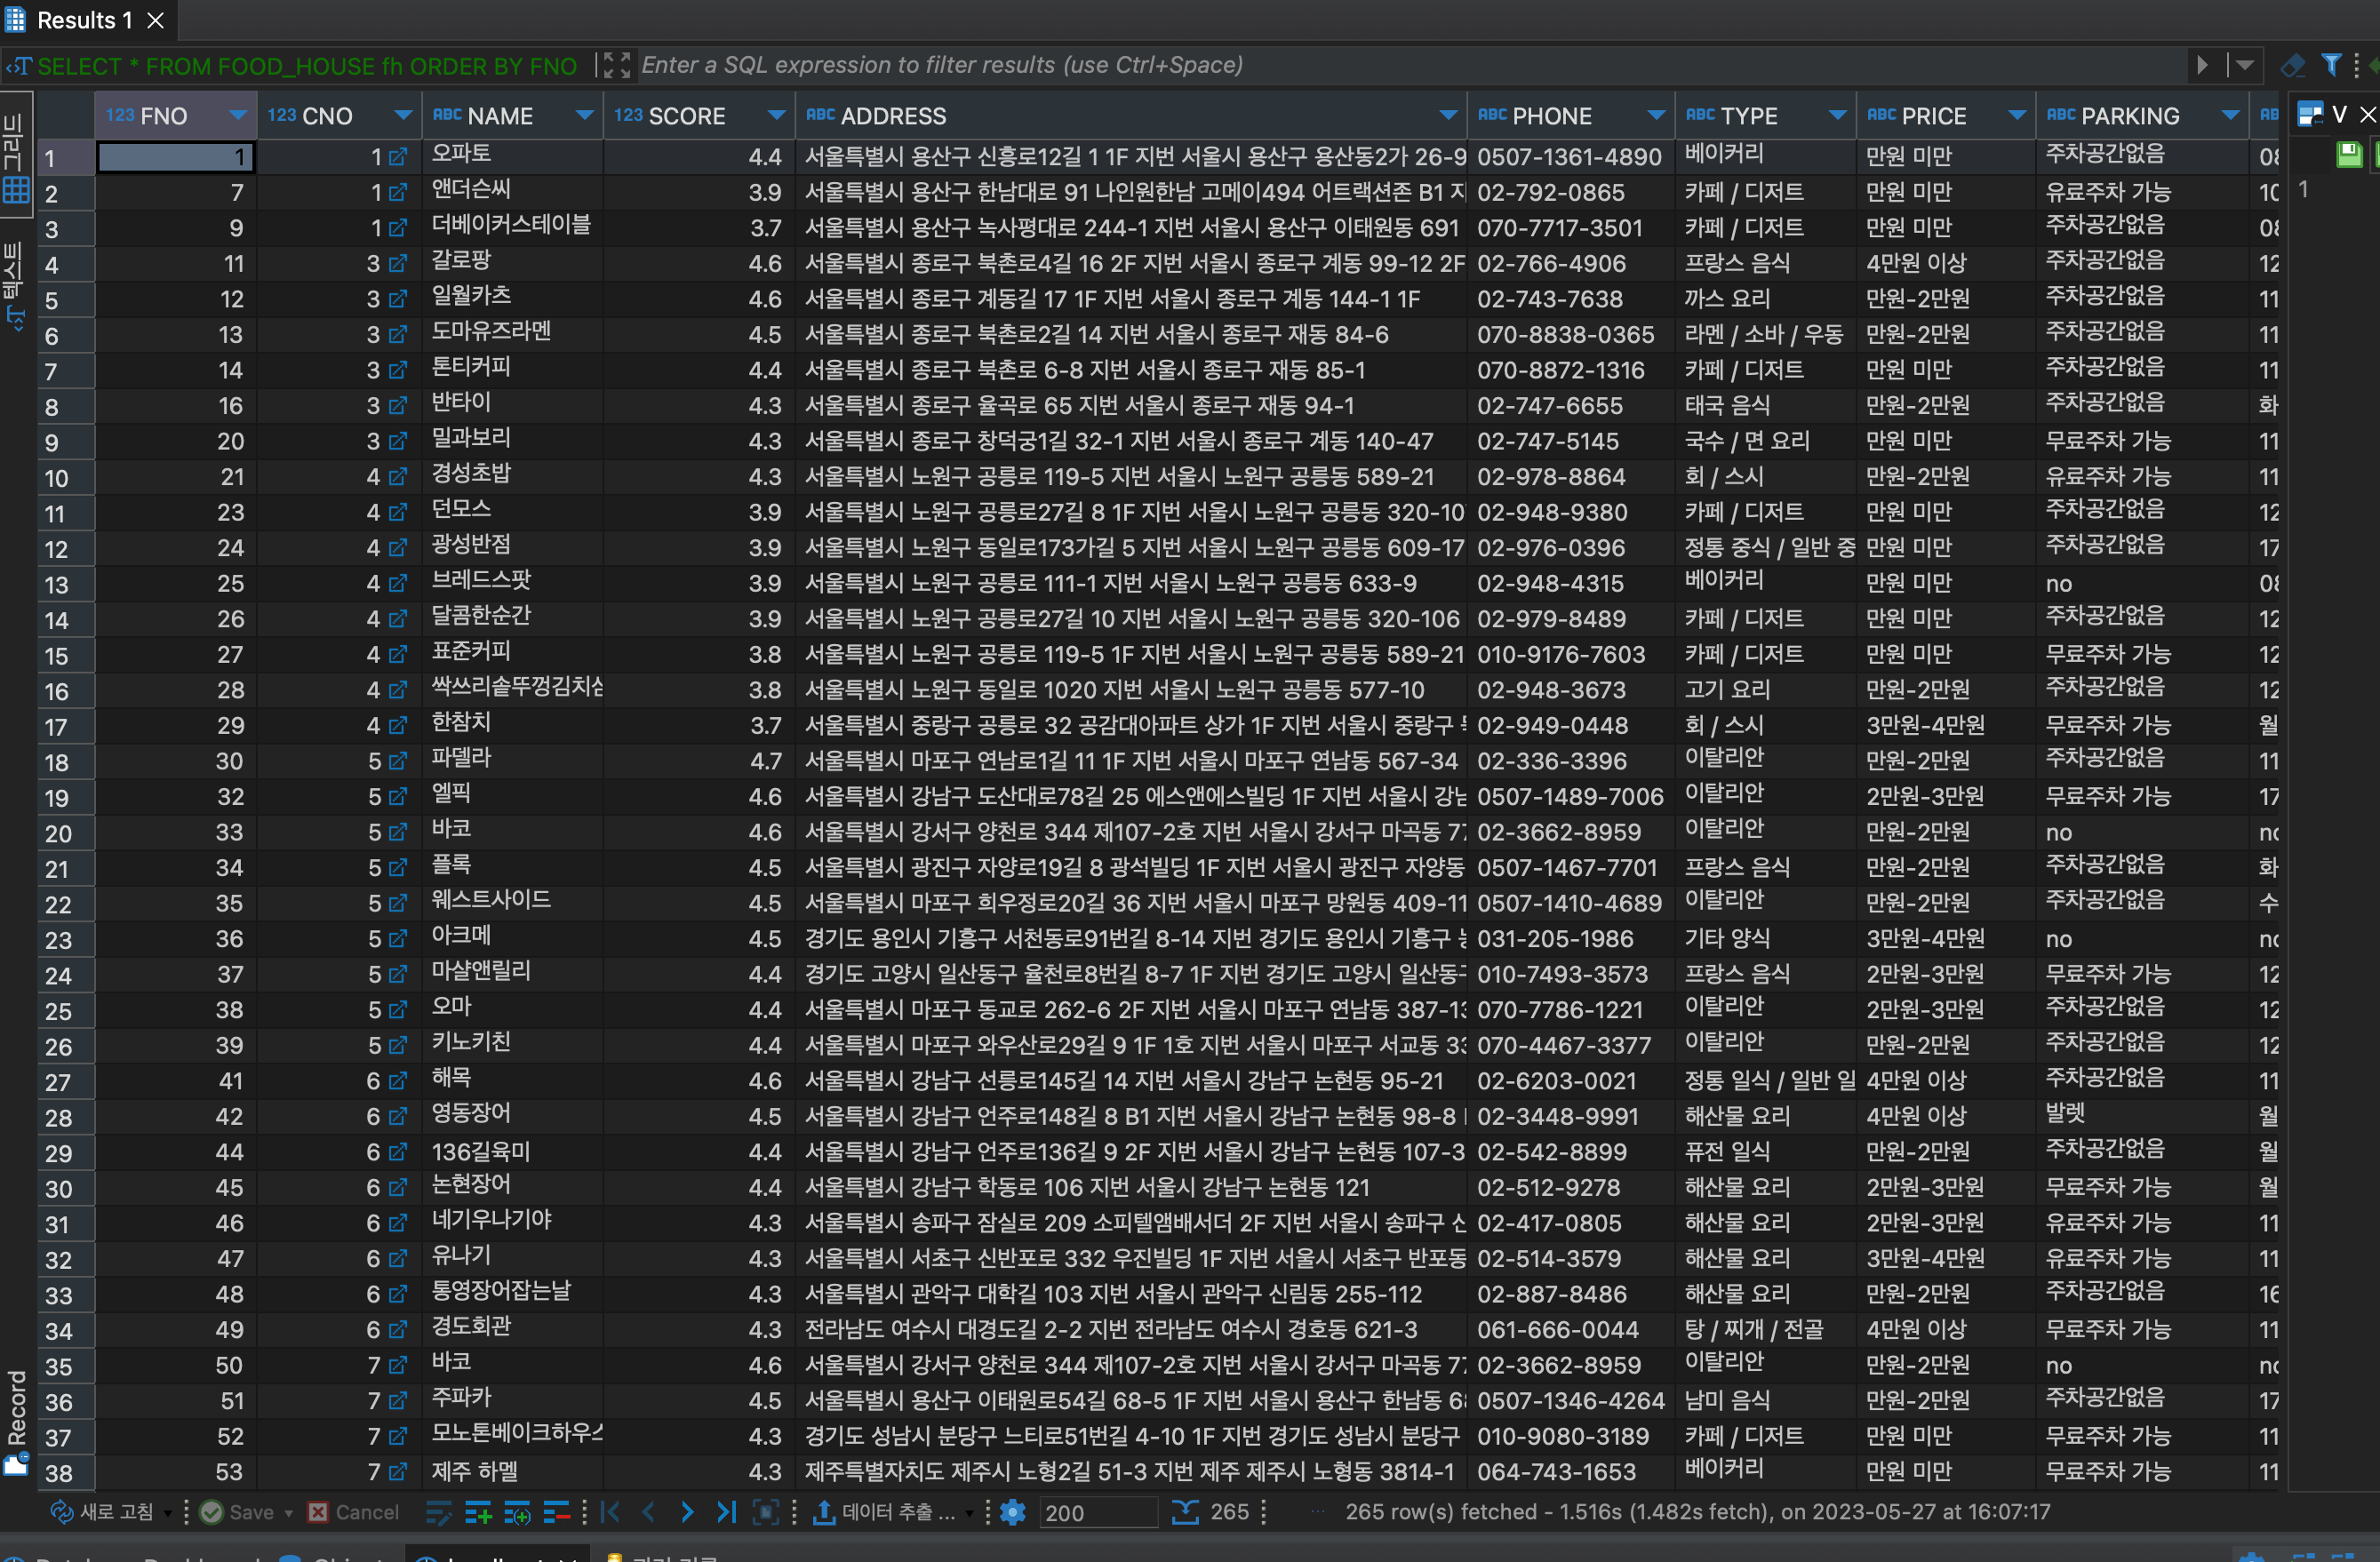 Results 1
SELECT * FROM FOOD_HOUSE fh ORDER BY FNO Enter a SQL expression to filter results (use Ctrl+Space)
그리드
텍스트
Record
123 FNO 123 CNO ABC NAME 123 SCORE ABC ADDRESS ABC PHONE ABC TYPE ABC PRICE ABC PARKING AB V
1 1 1 오파토 4.4 서울특별시 용산구 신흥로12길 1 1F 지번 서울시 용산구 용산동2가 26-9 0507-1361-4890 베이커리 만원 미만 주차공간없음 08
2 7 1 앤더슨씨 3.9 서울특별시 용산구 한남대로 91 나인원한남 고메이494 어트랙션존 B1 지 02-792-0865 카페 / 디저트 만원 미만 유료주차 가능 10
3 9 1 더베이커스테이블 3.7 서울특별시 용산구 녹사평대로 244-1 지번 서울시 용산구 이태원동 691 070-7717-3501 카페 / 디저트 만원 미만 주차공간없음 08
4 11 3 갈로팡 4.6 서울특별시 종로구 북촌로4길 16 2F 지번 서울시 종로구 계동 99-12 2F 02-766-4906 프랑스 음식 4만원 이상 주차공간없음 12
5 12 3 일월카츠 4.6 서울특별시 종로구 계동길 17 1F 지번 서울시 종로구 계동 144-1 1F 02-743-7638 까스 요리 만원-2만원 주차공간없음 11
6 13 3 도마유즈라멘 4.5 서울특별시 종로구 북촌로2길 14 지번 서울시 종로구 재동 84-6 070-8838-0365 라멘 / 소바 / 우동 만원-2만원 주차공간없음 11
7 14 3 톤티커피 4.4 서울특별시 종로구 북촌로 6-8 지번 서울시 종로구 재동 85-1 070-8872-1316 카페 / 디저트 만원 미만 주차공간없음 11
8 16 3 반타이 4.3 서울특별시 종로구 율곡로 65 지번 서울시 종로구 재동 94-1 02-747-6655 태국 음식 만원-2만원 주차공간없음 화
9 20 3 밀과보리 4.3 서울특별시 종로구 창덕궁1길 32-1 지번 서울시 종로구 계동 140-47 02-747-5145 국수 / 면 요리 만원 미만 무료주차 가능 11
10 21 4 경성초밥 4.3 서울특별시 노원구 공릉로 119-5 지번 서울시 노원구 공릉동 589-21 02-978-8864 회 / 스시 만원-2만원 유료주차 가능 11
11 23 4 던모스 3.9 서울특별시 노원구 공릉로27길 8 1F 지번 서울시 노원구 공릉동 320-10 02-948-9380 카페 / 디저트 만원 미만 주차공간없음 12
12 24 4 광성반점 3.9 서울특별시 노원구 동일로173가길 5 지번 서울시 노원구 공릉동 609-17 02-976-0396 정통 중식 / 일반 중 만원 미만 주차공간없음 17
13 25 4 브레드스팟 3.9 서울특별시 노원구 공릉로 111-1 지번 서울시 노원구 공릉동 633-9 02-948-4315 베이커리 만원 미만 no 08
14 26 4 달콤한순간 3.9 서울특별시 노원구 공릉로27길 10 지번 서울시 노원구 공릉동 320-106 02-979-8489 카페 / 디저트 만원 미만 주차공간없음 12
15 27 4 표준커피 3.8 서울특별시 노원구 공릉로 119-5 1F 지번 서울시 노원구 공릉동 589-21 010-9176-7603 카페 / 디저트 만원 미만 무료주차 가능 12
16 28 4 싹쓰리솥뚜껑김치삼 3.8 서울특별시 노원구 동일로 1020 지번 서울시 노원구 공릉동 577-10 02-948-3673 고기 요리 만원-2만원 주차공간없음 12
17 29 4 한참치 3.7 서울특별시 중랑구 공릉로 32 공감대아파트 상가 1F 지번 서울시 중랑구 02-949-0448 회 / 스시 3만원-4만원 무료주차 가능 월
18 30 5 파델라 4.7 서울특별시 마포구 연남로1길 11 1F 지번 서울시 마포구 연남동 567-34 02-336-3396 이탈리안 만원-2만원 주차공간없음 11
19 32 5 엘픽 4.6 서울특별시 강남구 도산대로78길 25 에스앤에스빌딩 1F 지번 서울시 강남 0507-1489-7006 이탈리안 2만원-3만원 무료주차 가능 17
20 33 5 바코 4.6 서울특별시 강서구 양천로 344 제107-2호 지번 서울시 강서구 마곡동 77 02-3662-8959 이탈리안 만원-2만원 no no
21 34 5 플록 4.5 서울특별시 광진구 자양로19길 8 광석빌딩 1F 지번 서울시 광진구 자양동 0507-1467-7701 프랑스 음식 만원-2만원 주차공간없음 화
22 35 5 웨스트사이드 4.5 서울특별시 마포구 희우정로20길 36 지번 서울시 마포구 망원동 409-11 0507-1410-4689 이탈리안 만원-2만원 주차공간없음 수
23 36 5 아크메 4.5 경기도 용인시 기흥구 서천동로91번길 8-14 지번 경기도 용인시 기흥구 농 031-205-1986 기타 양식 3만원-4만원 no no
24 37 5 마샬앤릴리 4.4 경기도 고양시 일산동구 율천로8번길 8-7 1F 지번 경기도 고양시 일산동구 010-7493-3573 프랑스 음식 2만원-3만원 무료주차 가능 12
25 38 5 오마 4.4 서울특별시 마포구 동교로 262-6 2F 지번 서울시 마포구 연남동 387-13 070-7786-1221 이탈리안 2만원-3만원 주차공간없음 12
26 39 5 키노키친 4.4 서울특별시 마포구 와우산로29길 9 1F 1호 지번 서울시 마포구 서교동 33 070-4467-3377 이탈리안 만원-2만원 주차공간없음 12
27 41 6 해목 4.6 서울특별시 강남구 선릉로145길 14 지번 서울시 강남구 논현동 95-21 02-6203-0021 정통 일식 / 일반 일 4만원 이상 주차공간없음 11
28 42 6 영동장어 4.5 서울특별시 강남구 언주로148길 8 B1 지번 서울시 강남구 논현동 98-8 02-3448-9991 해산물 요리 4만원 이상 발렛 월
29 44 6 136길육미 4.4 서울특별시 강남구 언주로136길 9 2F 지번 서울시 강남구 논현동 107-3 02-542-8899 퓨전 일식 만원-2만원 주차공간없음 월
30 45 6 논현장어 4.4 서울특별시 강남구 학동로 106 지번 서울시 강남구 논현동 121 02-512-9278 해산물 요리 2만원-3만원 무료주차 가능 월
31 46 6 네기우나기야 4.3 서울특별시 송파구 잠실로 209 소피텔앰배서더 2F 지번 서울시 송파구 신 02-417-0805 해산물 요리 2만원-3만원 유료주차 가능 11
32 47 6 유나기 4.3 서울특별시 서초구 신반포로 332 우진빌딩 1F 지번 서울시 서초구 반포동 02-514-3579 해산물 요리 3만원-4만원 유료주차 가능 11
33 48 6 통영장어잡는날 4.3 서울특별시 관악구 대학길 103 지번 서울시 관악구 신림동 255-112 02-887-8486 해산물 요리 만원-2만원 주차공간없음 16
34 49 6 경도회관 4.3 전라남도 여수시 대경도길 2-2 지번 전라남도 여수시 경호동 621-3 061-666-0044 탕 / 찌개 / 전골 4만원 이상 무료주차 가능 11
35 50 7 바코 4.6 서울특별시 강서구 양천로 344 제107-2호 지번 서울시 강서구 마곡동 77 02-3662-8959 이탈리안 만원-2만원 no no
36 51 7 주파카 4.5 서울특별시 용산구 이태원로54길 68-5 1F 지번 서울시 용산구 한남동 68 0507-1346-4264 남미 음식 만원-2만원 주차공간없음 17
37 52 7 모노톤베이크하우스 4.3 경기도 성남시 분당구 느티로51번길 4-10 1F 지번 경기도 성남시 분당구 010-9080-3189 카페 / 디저트 만원 미만 무료주차 가능 11
38 53 7 제주 하멜 4.3 제주특별자치도 제주시 노형2길 51-3 지번 제주 제주시 노형동 3814-1 064-743-1653 베이커리 만원 미만 무료주차 가능 11
1
새로 고침 Save Cancel 데이터 추출 ... 200 265 ... 265 row(s) fetched - 1.516s (1.482s fetch), on 2023-05-27 at 16:07:17